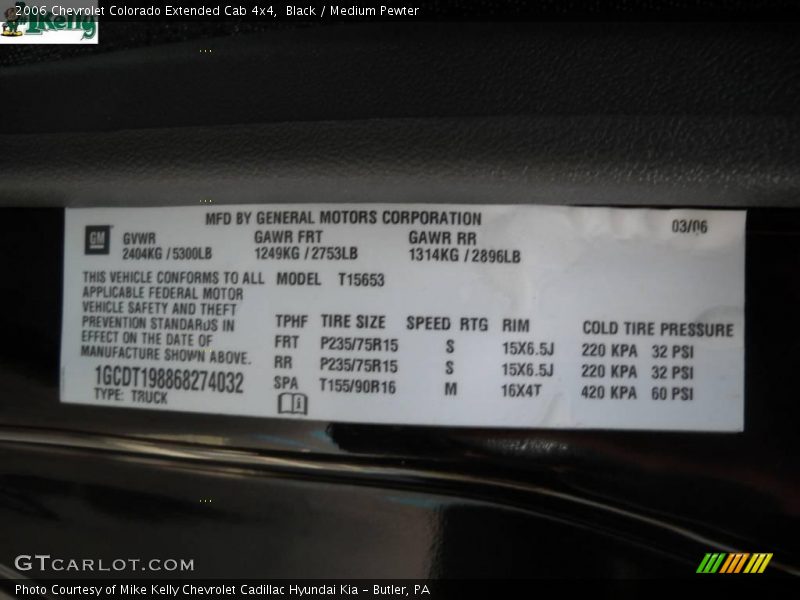 2006 Chevrolet Colorado Extended Cab 4x4, Black / Medium Pewter
Kelly
MFD BY GENERAL MOTORS CORPORATION
03/06
GM
GVWR GAWR FRT GAWR RR
2404KG / 5300LB 1249KG / 2753LB 1314KG / 2896LB
THIS VEHICLE CONFORMS TO ALL
APPLICABLE FEDERAL MOTOR
VEHICLE SAFETY AND THEFT
PREVENTION STANDARDS IN
EFFECT ON THE DATE OF
MANUFACTURE SHOWN ABOVE.
1GCDT198868274032
TYPE: TRUCK
MODEL T15653
TPHF TIRE SIZE SPEED RTG RIM COLD TIRE PRESSURE
FRT P235/75R15 S 15X6.5J 220 KPA 32 PSI
RR P235/75R15 S 15X6.5J 220 KPA 32 PSI
SPA T155/90R16 M 16X4T 420 KPA 60 PSI
GTCARLOT.COM
Photo Courtesy of Mike Kelly Chevrolet Cadillac Hyundai Kia - Butler, PA